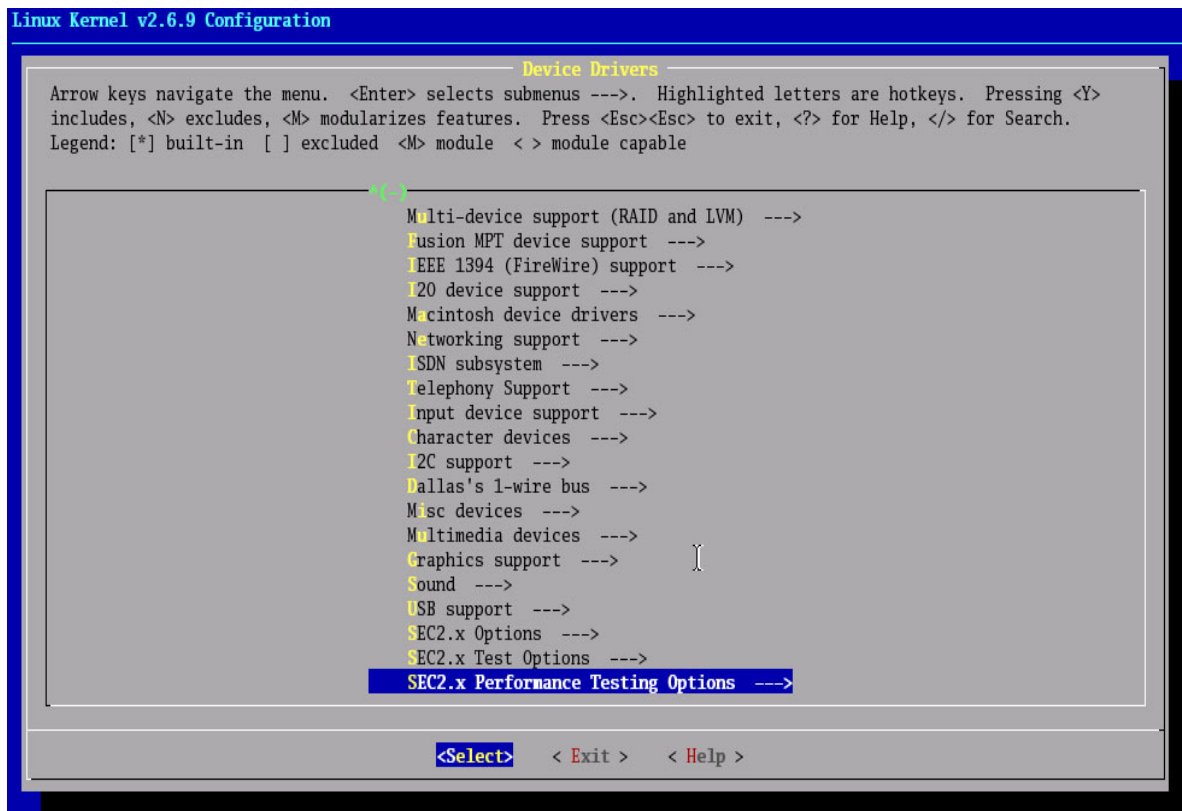 Linux Kernel v2.6.9 Configuration
Device Drivers
Arrow keys navigate the menu. <Enter> selects submenus --->. Highlighted letters are hotkeys. Pressing <Y>
includes, <N> excludes, <M> modularizes features. Press <Esc><Esc> to exit, <?> for Help, </> for Search.
Legend: [*] built-in [ ] excluded <M> module < > module capable
^(-)
Multi-device support (RAID and LVM) --->
Fusion MPT device support --->
IEEE 1394 (FireWire) support --->
I2O device support --->
Macintosh device drivers --->
Networking support --->
ISDN subsystem --->
Telephony Support --->
Input device support --->
Character devices --->
I2C support --->
Dallas's 1-wire bus --->
Misc devices --->
Multimedia devices --->
Graphics support --->
Sound --->
USB support --->
SEC2.x Options --->
SEC2.x Test Options --->
SEC2.x Performance Testing Options --->
<Select> < Exit > < Help >